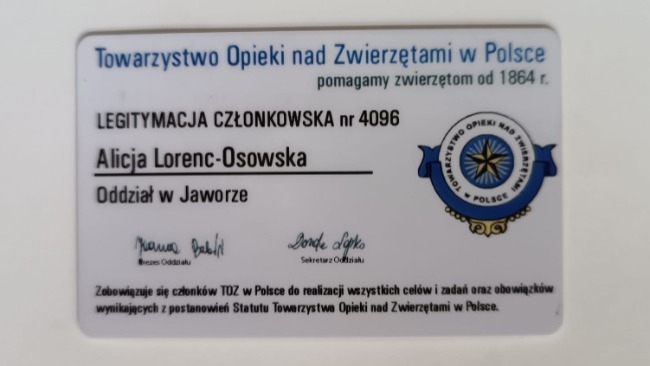 Towarzystwo Opieki nad Zwierzętami w Polsce
pomagamy zwierzętom od 1864 r.
LEGITYMACJA CZŁONKOWSKA nr 4096
Alicja Lorenc-Osowska
Oddział w Jaworze
TOWARZYSTWO OPIEKI NAD ZWIERZĘTAMI
W POLSCE
Prezes Oddziału
Sekretarz Oddziału
Zobowiązuje się członków TOZ w Polsce do realizacji wszystkich celów i zadań oraz obowiązków
wynikających z postanowień Statutu Towarzystwa Opieki nad Zwierzętami w Polsce.